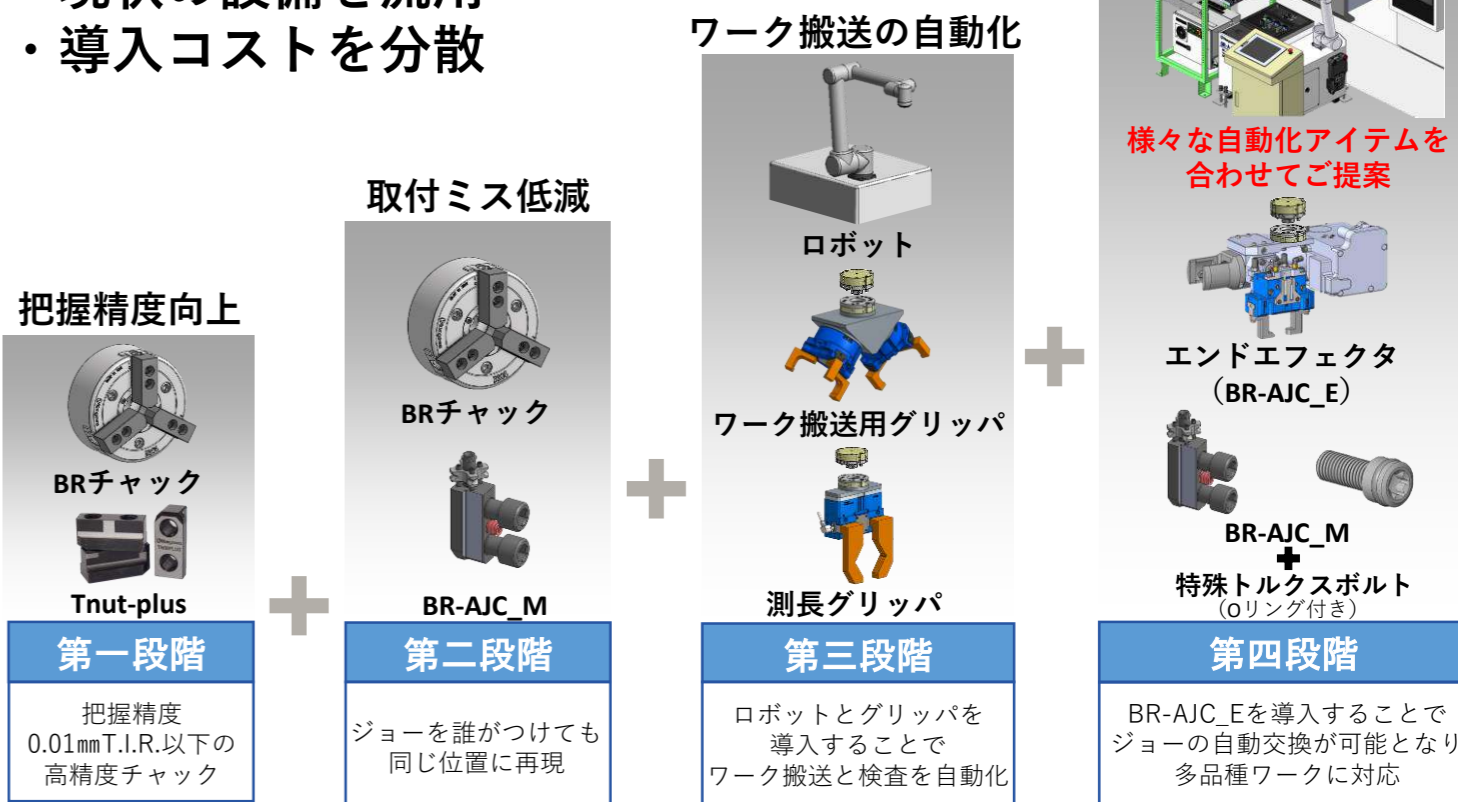 ・導入コストを分散
把握精度向上
BRチャック
Tnut-plus
第一段階
把握精度
0.01㎜T.I.R.以下の
高精度チャック
取付ミス低減
BRチャック
BR-AJC_M
第二段階
ジョーを誰がつけても
同じ位置に再現
ワーク搬送の自動化
ロボット
ワーク搬送用グリッパ
測長グリッパ
第三段階
ロボットとグリッパを
導入することで
ワーク搬送と検査を自動化
様々な自動化アイテムを
合わせてご提案
エンドエフェクタ
（BR-AJC_E）
BR-AJC_M
+
特殊トルクスボルト
（Oリング付き）
第四段階
BR-AJC_Eを導入することで
ジョーの自動交換が可能となり
多品種ワークに対応